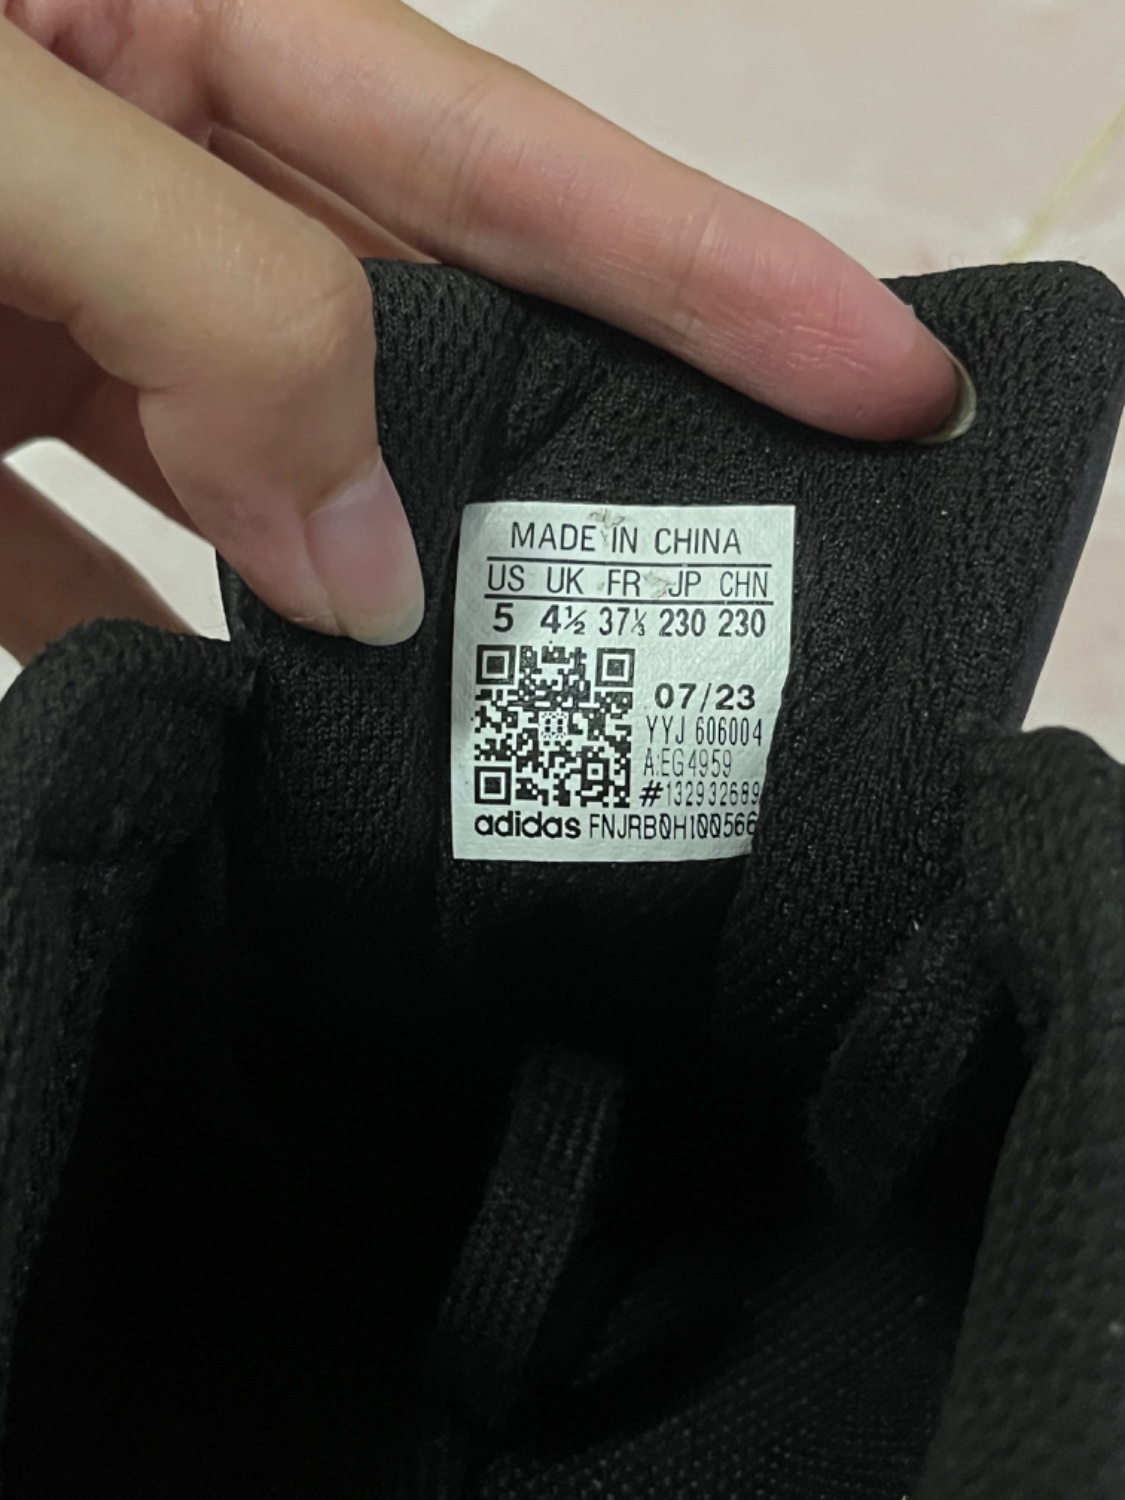 MADE IN CHINA
US UK FR JP CHN
5 4½ 37⅓ 230 230
07/23
YYJ 606004
A:EG4959
#132932689
adidas FNJRB0H100566